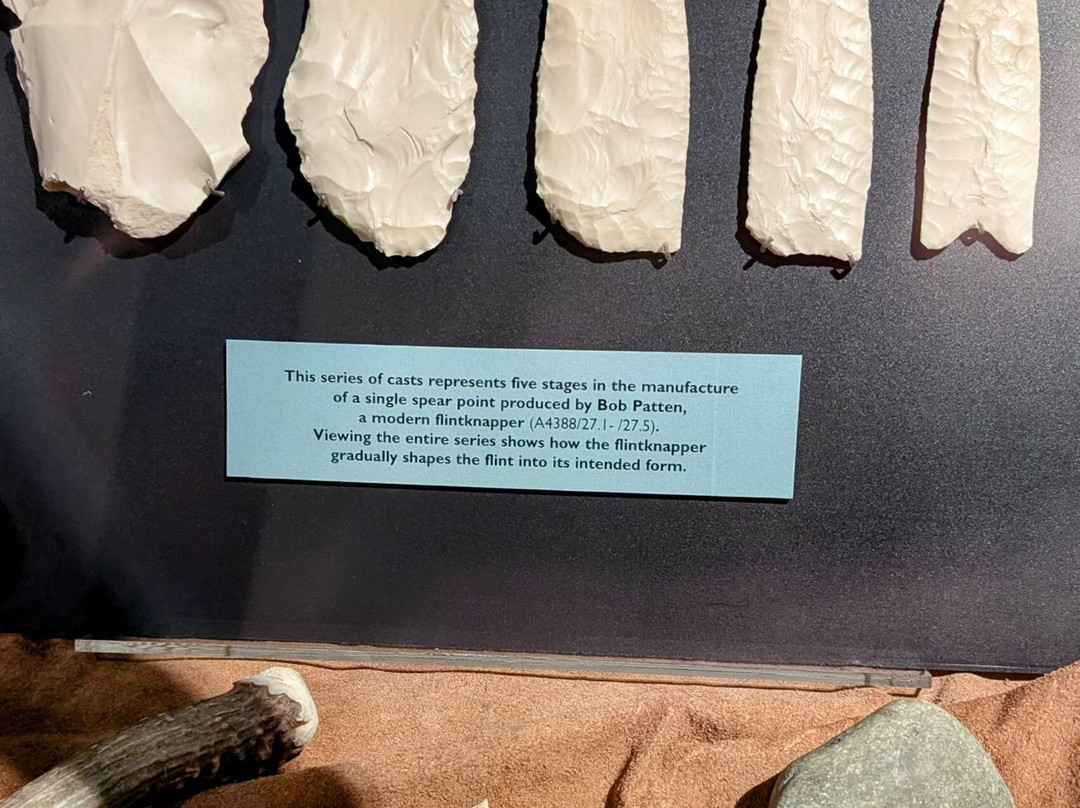 This series of casts represents five stages in the manufacture
of a single spear point produced by Bob Patten,
a modern flintknapper (A4388/27.1- /27.5).
Viewing the entire series shows how the flintknapper
gradually shapes the flint into its intended form.